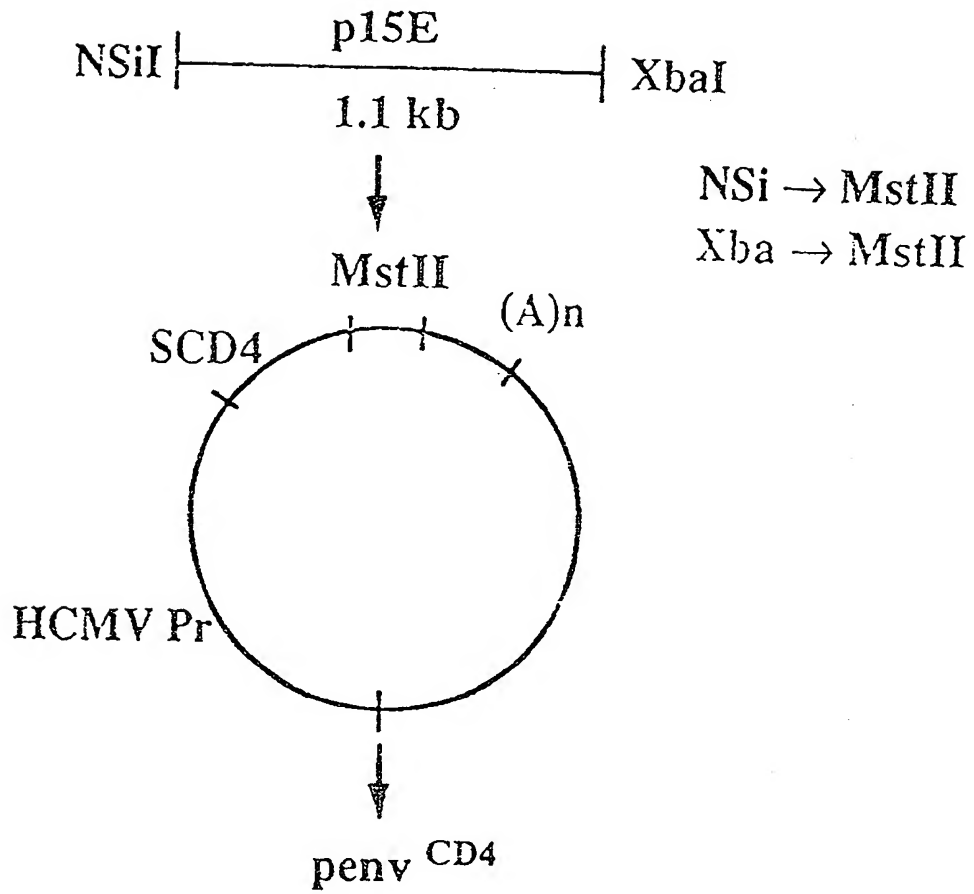 p15E
NSiI
XbaI
1.1 kb
NSi → MstII
Xba → MstII
MstII
(A)n
SCD4
HCMV Pr
penv CD4